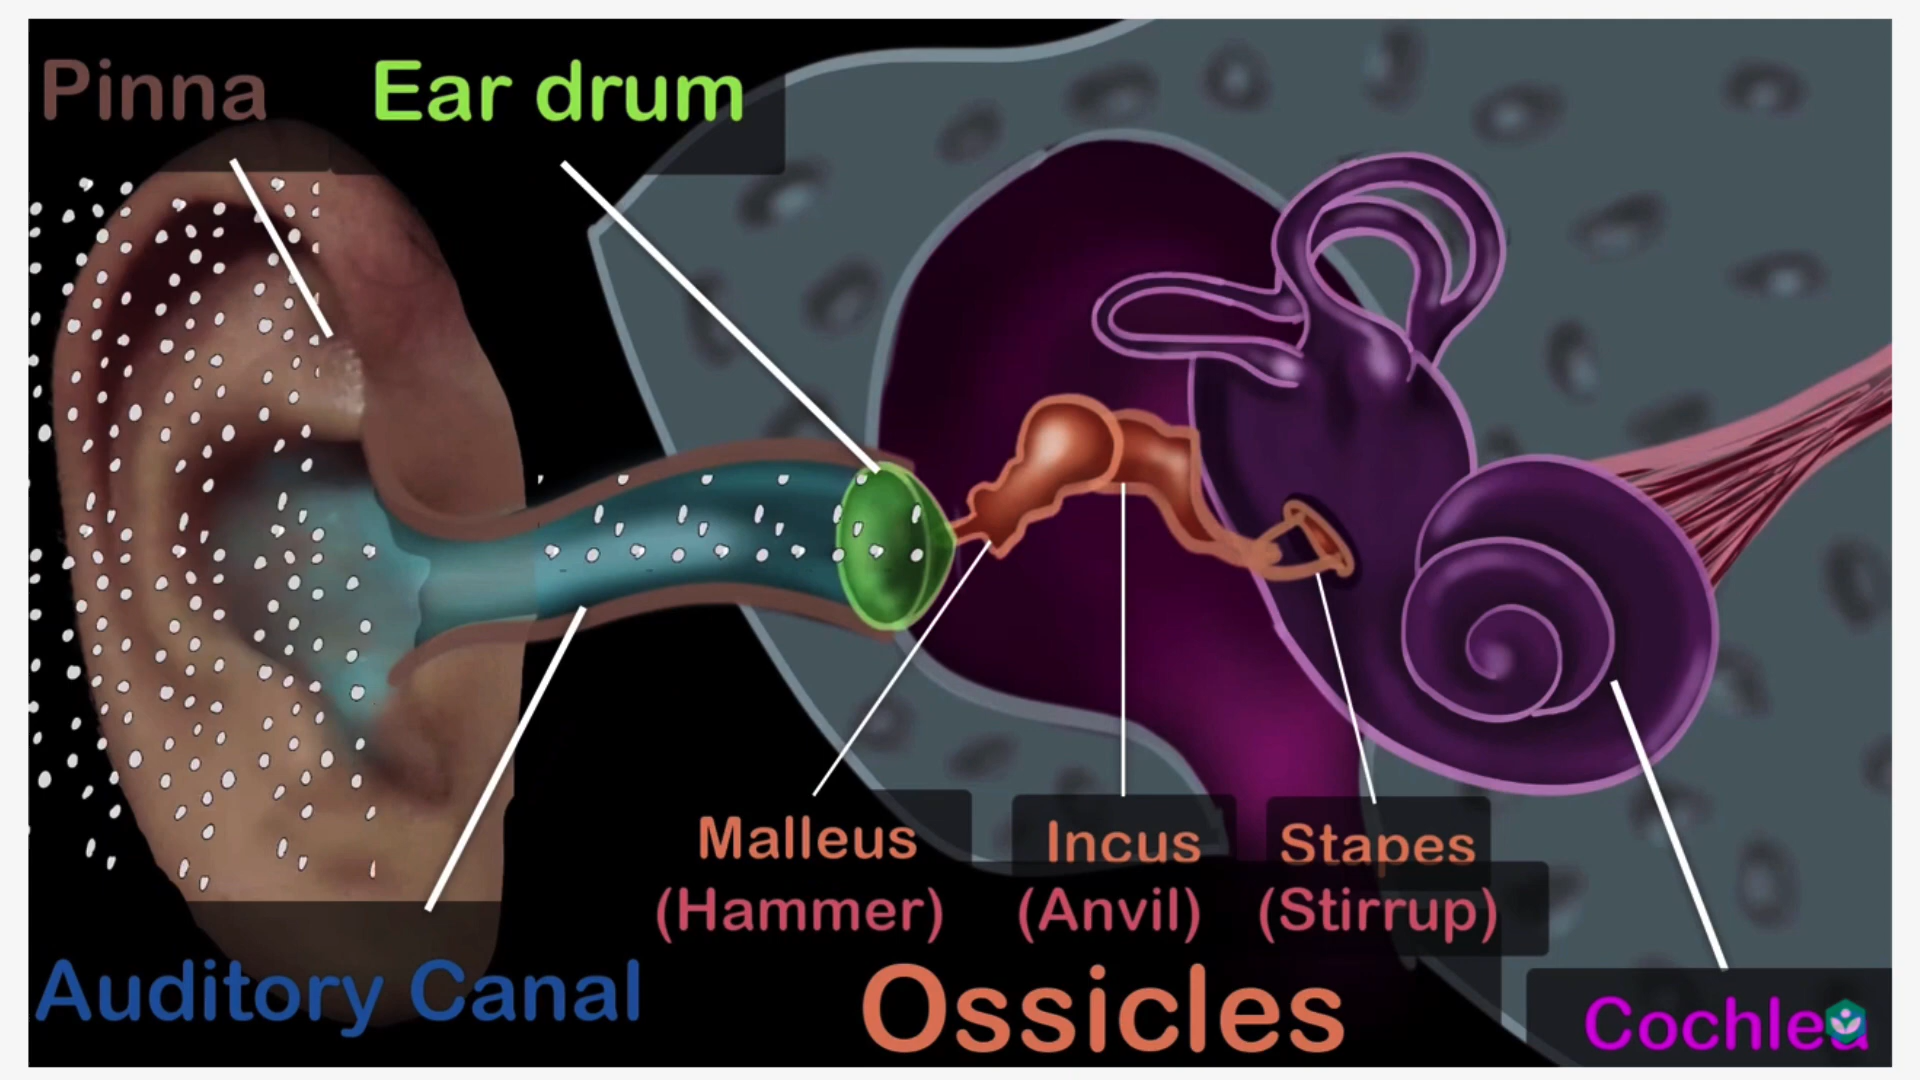 Pinna
Ear drum
Malleus
(Hammer)
Incus
(Anvil)
Stapes
(Stirrup)
Auditory Canal
Ossicles
Cochlea